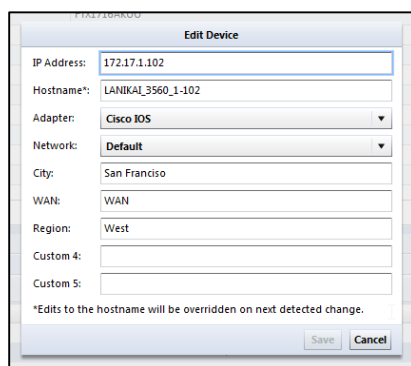 Edit Device
IP Address: 172.17.1.102
Hostname*: LANIKAI_3560_1-102
Adapter: Cisco IOS
Network: Default
City: San Franciso
WAN: WAN
Region: West
Custom 4:
Custom 5:
*Edits to the hostname will be overridden on next detected change.
Save Cancel